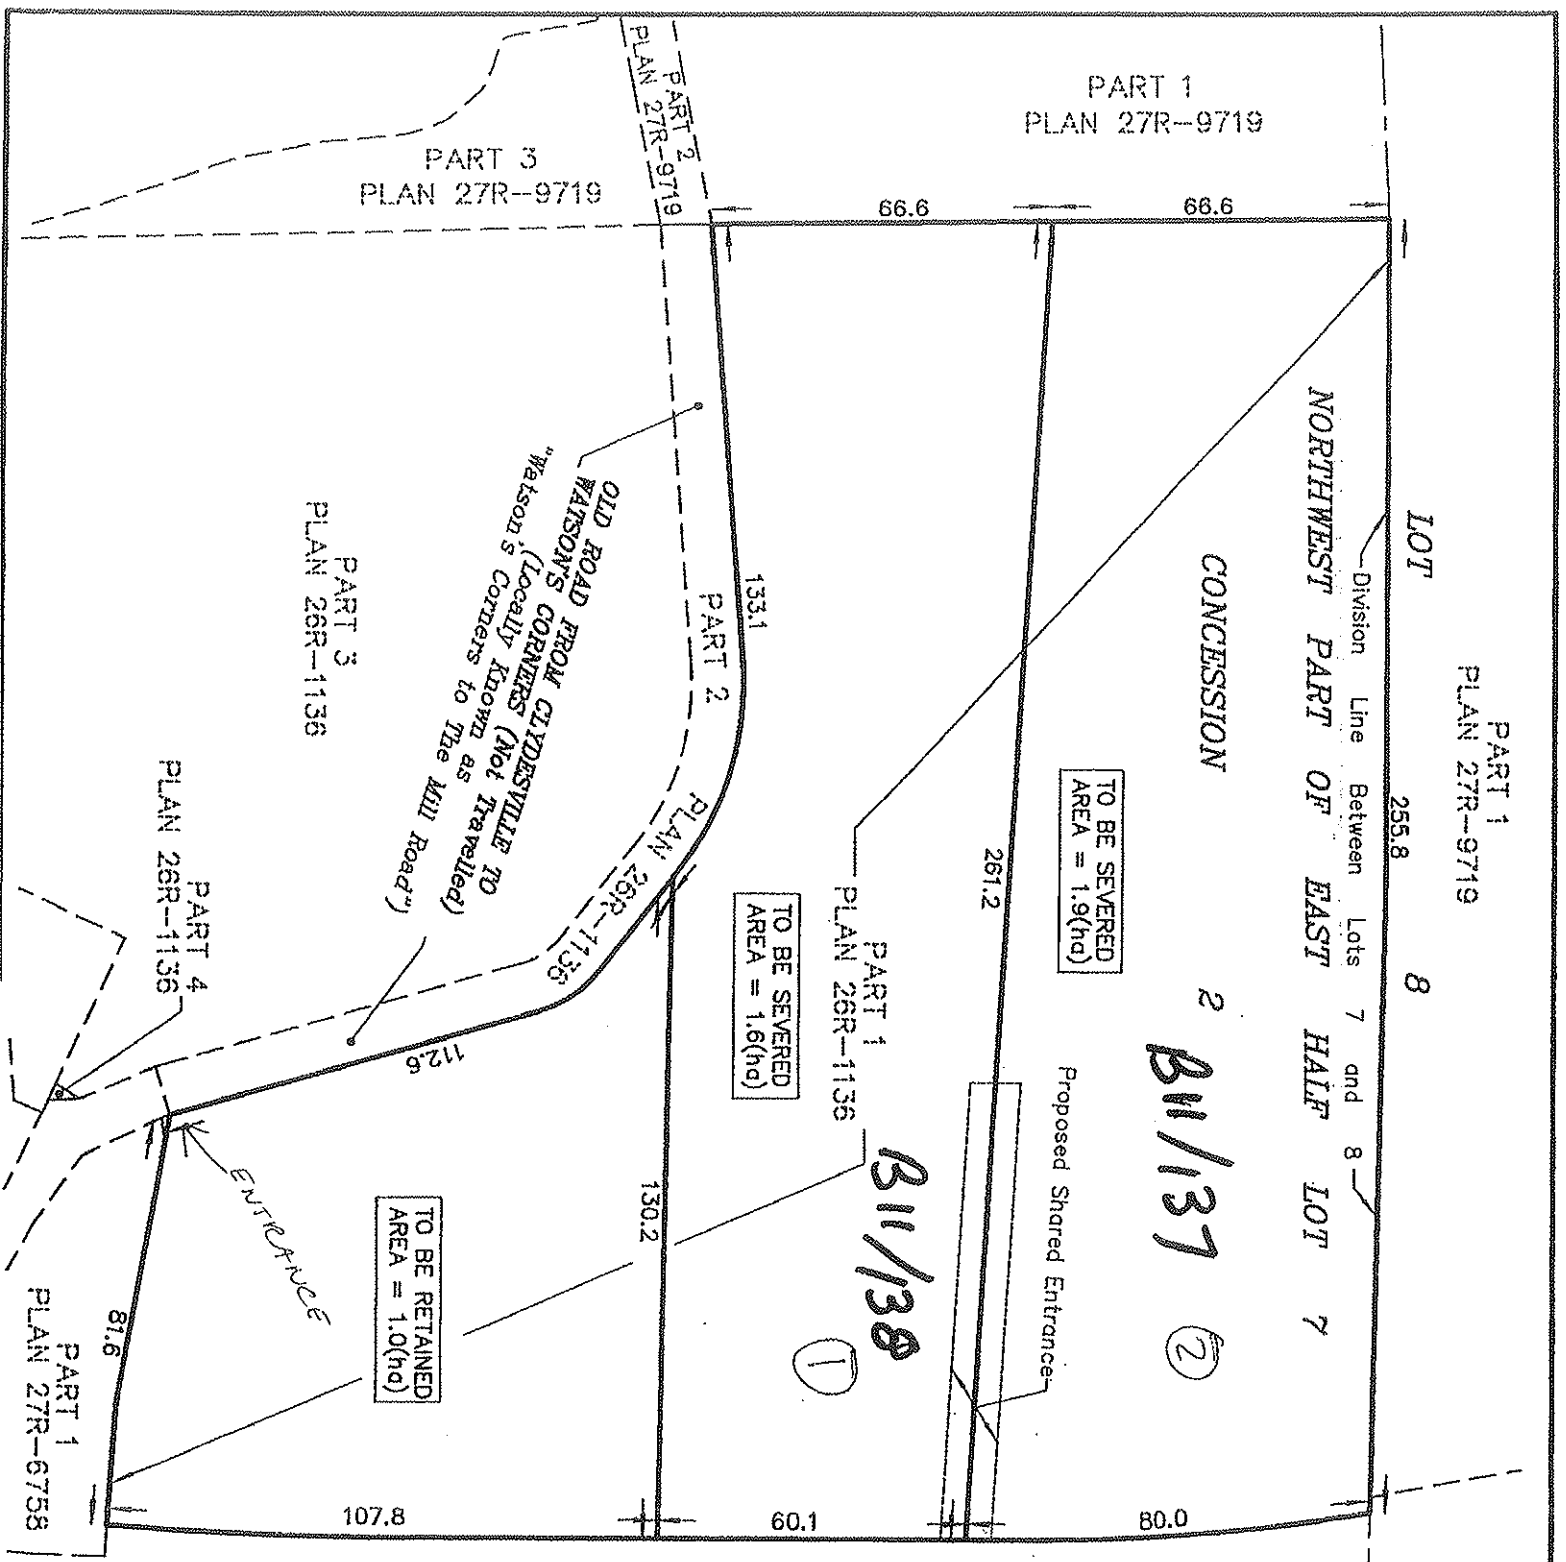 PART 1
PLAN 27R-9719
PART 2
PLAN 27R-9719
PART 3
PLAN 27R--9719
66.6
66.6
PART 1
PLAN 27R-9719
LOT 8
255.8
Division Line Between Lots 7 and 8
NORTHWEST PART OF EAST HALF LOT 7
CONCESSION 2
TO BE SEVERED
AREA = 1.9(ha)
B11/137
2
261.2
Proposed Shared Entrance
PART 1
PLAN 26R-1136
TO BE SEVERED
AREA = 1.6(ha)
B11/138
1
133.1
PART 2
PLAN 26R-1136
OLD ROAD FROM CLYDESVILLE TO
WATSON'S CORNERS (Not Travelled)
(Locally Known as
"Watson's Corners to The Mill Road")
PART 3
PLAN 26R-1136
PART 4
PLAN 26R-1136
112.6
130.2
ENTRANCE
TO BE RETAINED
AREA = 1.0(ha)
81.6
PART 1
PLAN 27R-6758
107.8
60.1
80.0